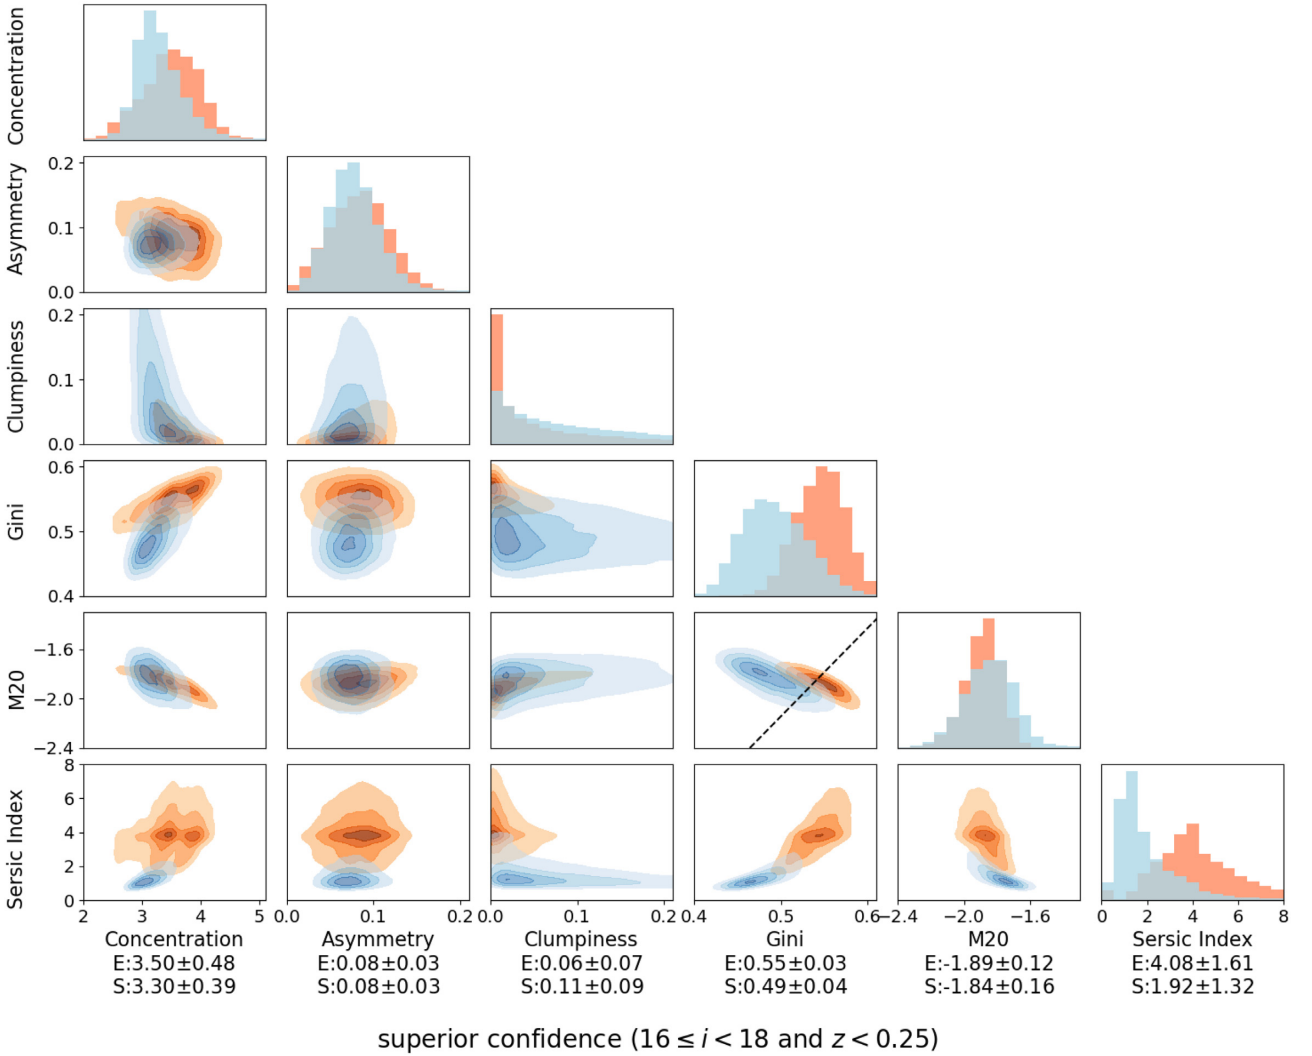 Concentration
Asymmetry
0.2
0.1
0.0
Clumpiness
0.2
0.1
0.0
Gini
0.6
0.5
0.4
M20
−1.6
−2.0
−2.4
Sersic Index
8
6
4
2
0
2 3 4 5 0.0 0.1 0.2 0.0 0.1 0.2 0.4 0.5 0.6 −2.4 −2.0 −1.6 0 2 4 6 8
Concentration Asymmetry Clumpiness Gini M20 Sersic Index
E:3.50±0.48 E:0.08±0.03 E:0.06±0.07 E:0.55±0.03 E:-1.89±0.12 E:4.08±1.61
S:3.30±0.39 S:0.08±0.03 S:0.11±0.09 S:0.49±0.04 S:-1.84±0.16 S:1.92±1.32
superior confidence (16 ≤ i < 18 and z < 0.25)